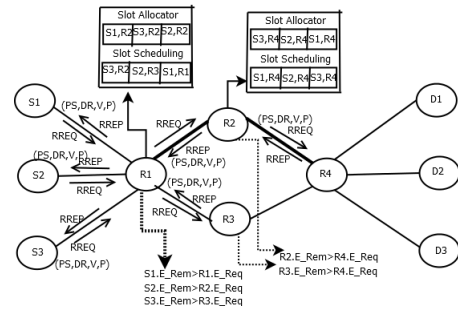 Slot Allocator
S1,R2 S3,R2 S2,R2
Slot Scheduling
S3,R2 S2,R3 S1,R1
Slot Allocator
S3,R4 S2,R4 S1,R4
Slot Scheduling
S1,R4 S2,R4 S3,R4
S1
(PS,DR,V,P)
RREP
RREQ
(PS,DR,V,P)
S2
RREP
RREQ
RREP
S3
RREQ
(PS,DR,V,P)
R1
RREQ
RREP
(PS,DR,V,P)
R2
(PS,DR,V,P)
RREQ
RREP
(PS,DR,V,P)
RREP
RREQ
R3
R4
D1
D2
D3
S1.E_Rem>R1.E_Req
S2.E_Rem>R2.E_Req
S3.E_Rem>R3.E_Req
R2.E_Rem>R4.E_Req
R3.E_Rem>R4.E_Req